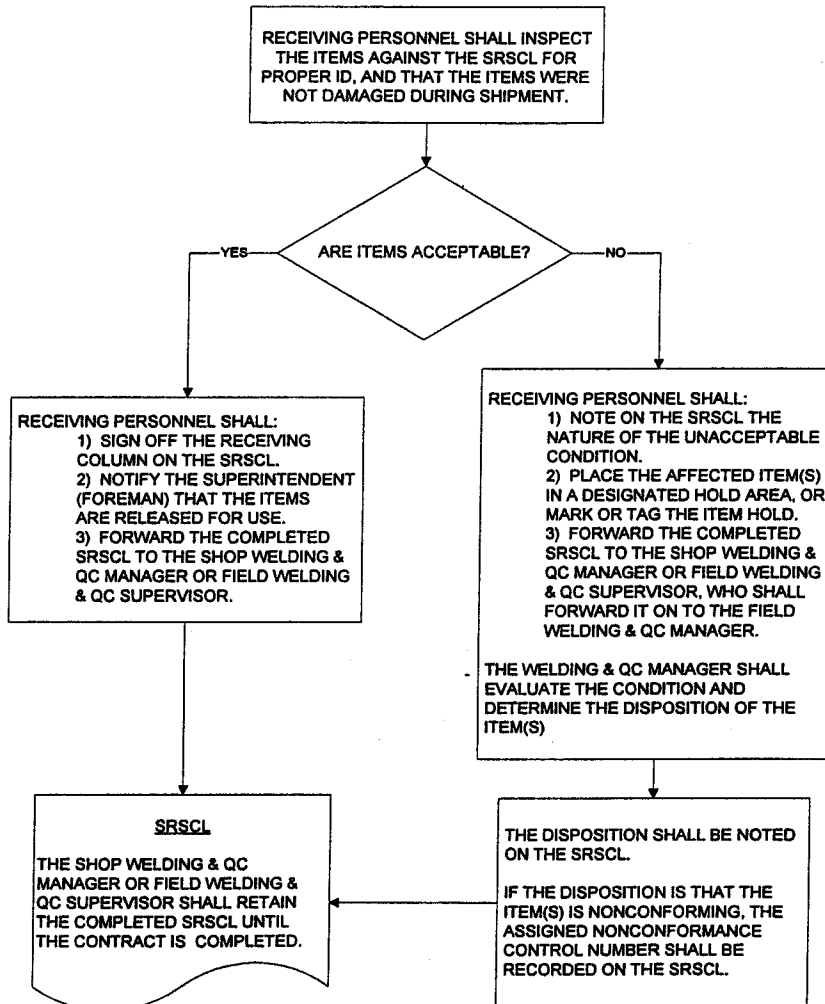 RECEIVING PERSONNEL SHALL INSPECT
THE ITEMS AGAINST THE SRSCL FOR
PROPER ID, AND THAT THE ITEMS WERE
NOT DAMAGED DURING SHIPMENT.
YES
ARE ITEMS ACCEPTABLE?
NO
RECEIVING PERSONNEL SHALL:
1) SIGN OFF THE RECEIVING
COLUMN ON THE SRSCL.
2) NOTIFY THE SUPERINTENDENT
(FOREMAN) THAT THE ITEMS
ARE RELEASED FOR USE.
3) FORWARD THE COMPLETED
SRSCL TO THE SHOP WELDING &
QC MANAGER OR FIELD WELDING
& QC SUPERVISOR.
RECEIVING PERSONNEL SHALL:
1) NOTE ON THE SRSCL THE
NATURE OF THE UNACCEPTABLE
CONDITION.
2) PLACE THE AFFECTED ITEM(S)
IN A DESIGNATED HOLD AREA, OR
MARK OR TAG THE ITEM HOLD.
3) FORWARD THE COMPLETED
SRSCL TO THE SHOP WELDING &
QC MANAGER OR FIELD WELDING
& QC SUPERVISOR, WHO SHALL
FORWARD IT ON TO THE FIELD
WELDING & QC MANAGER.
THE WELDING & QC MANAGER SHALL
EVALUATE THE CONDITION AND
DETERMINE THE DISPOSITION OF THE
ITEM(S)
SRSCL
THE SHOP WELDING & QC
MANAGER OR FIELD WELDING &
QC SUPERVISOR SHALL RETAIN
THE COMPLETED SRSCL UNTIL
THE CONTRACT IS COMPLETED.
THE DISPOSITION SHALL BE NOTED
ON THE SRSCL.
IF THE DISPOSITION IS THAT THE
ITEM(S) IS NONCONFORMING, THE
ASSIGNED NONCONFORMANCE
CONTROL NUMBER SHALL BE
RECORDED ON THE SRSCL.